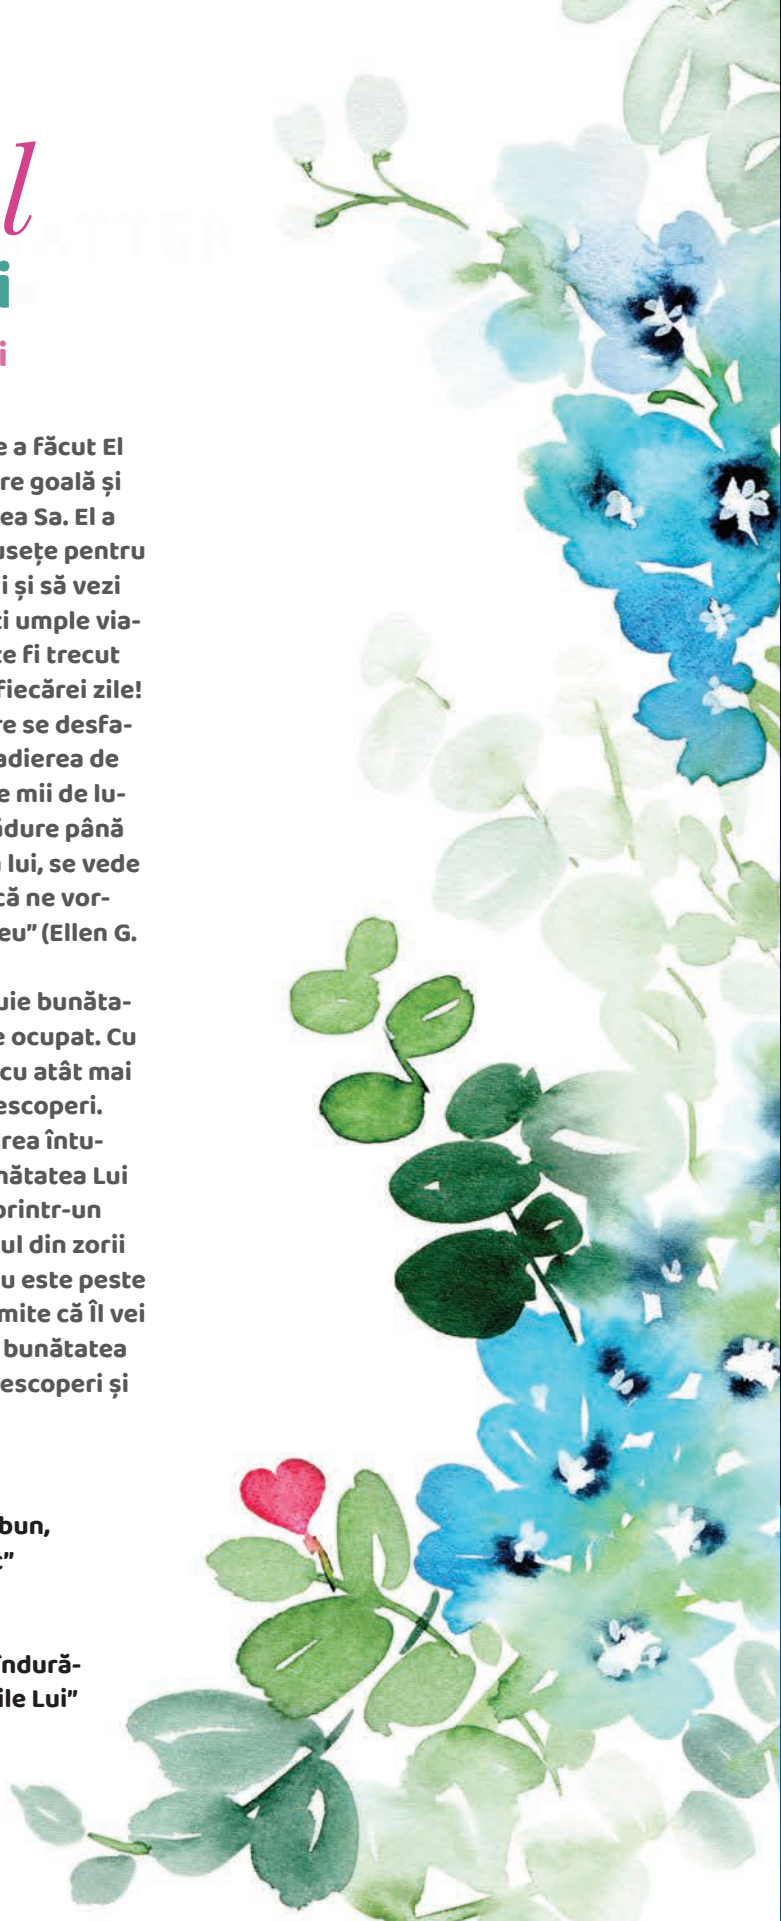 l
i
i
e a făcut El
re goală și
ea Sa. El a
usețe pentru
i și să vezi
ți umple via-
te fi trecut
fiecărei zile!
re se desfa-
adierea de
e mii de lu-
ădure până
a lui, se vede
că ne vor-
eu” (Ellen G.
uie bunăta-
e ocupat. Cu
cu atât mai
escoperi.
rea întu-
nătatea Lui
printr-un
ul din zorii
u este peste
mite că Îl vei
bunătatea
escoperi și
bun,
t”
îndură-
ile Lui”